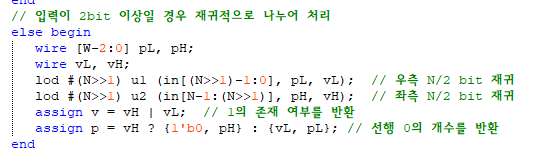 end
// 입력이 2bit 이상일 경우 재귀적으로 나누어 처리
else begin
wire [W-2:0] pL, pH;
wire vL, vH;
lod #(N>>1) u1 (in[(N>>1)-1:0], pL, vL); // 우측 N/2 bit 재귀
lod #(N>>1) u2 (in[N-1:(N>>1)], pH, vH); // 좌측 N/2 bit 재귀
assign v = vH | vL; // 1의 존재 여부를 반환
assign p = vH ? {1'b0, pH} : {vL, pL}; // 선행 0의 개수를 반환
end